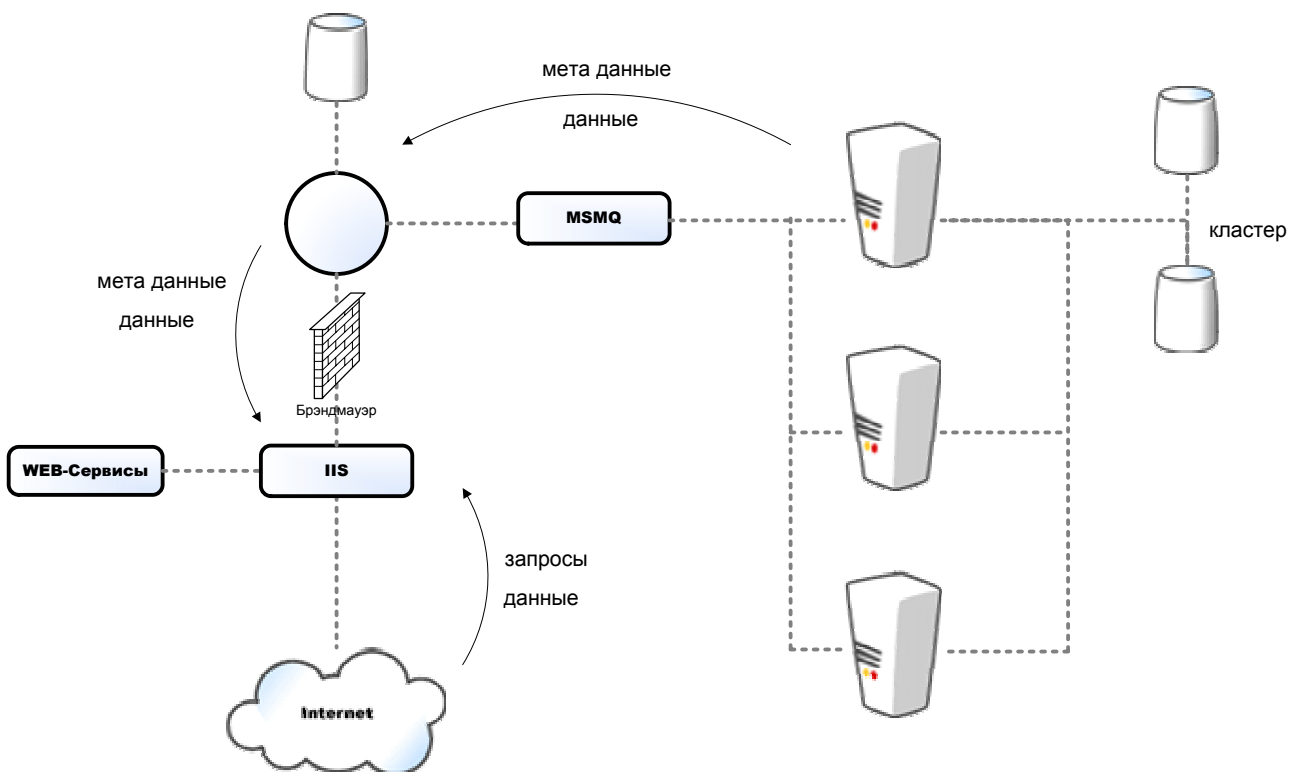 мета данные
данные
MSMQ
кластер
мета данные
данные
Брэндмауэр
WEB-Сервисы
IIS
запросы
данные
Internet